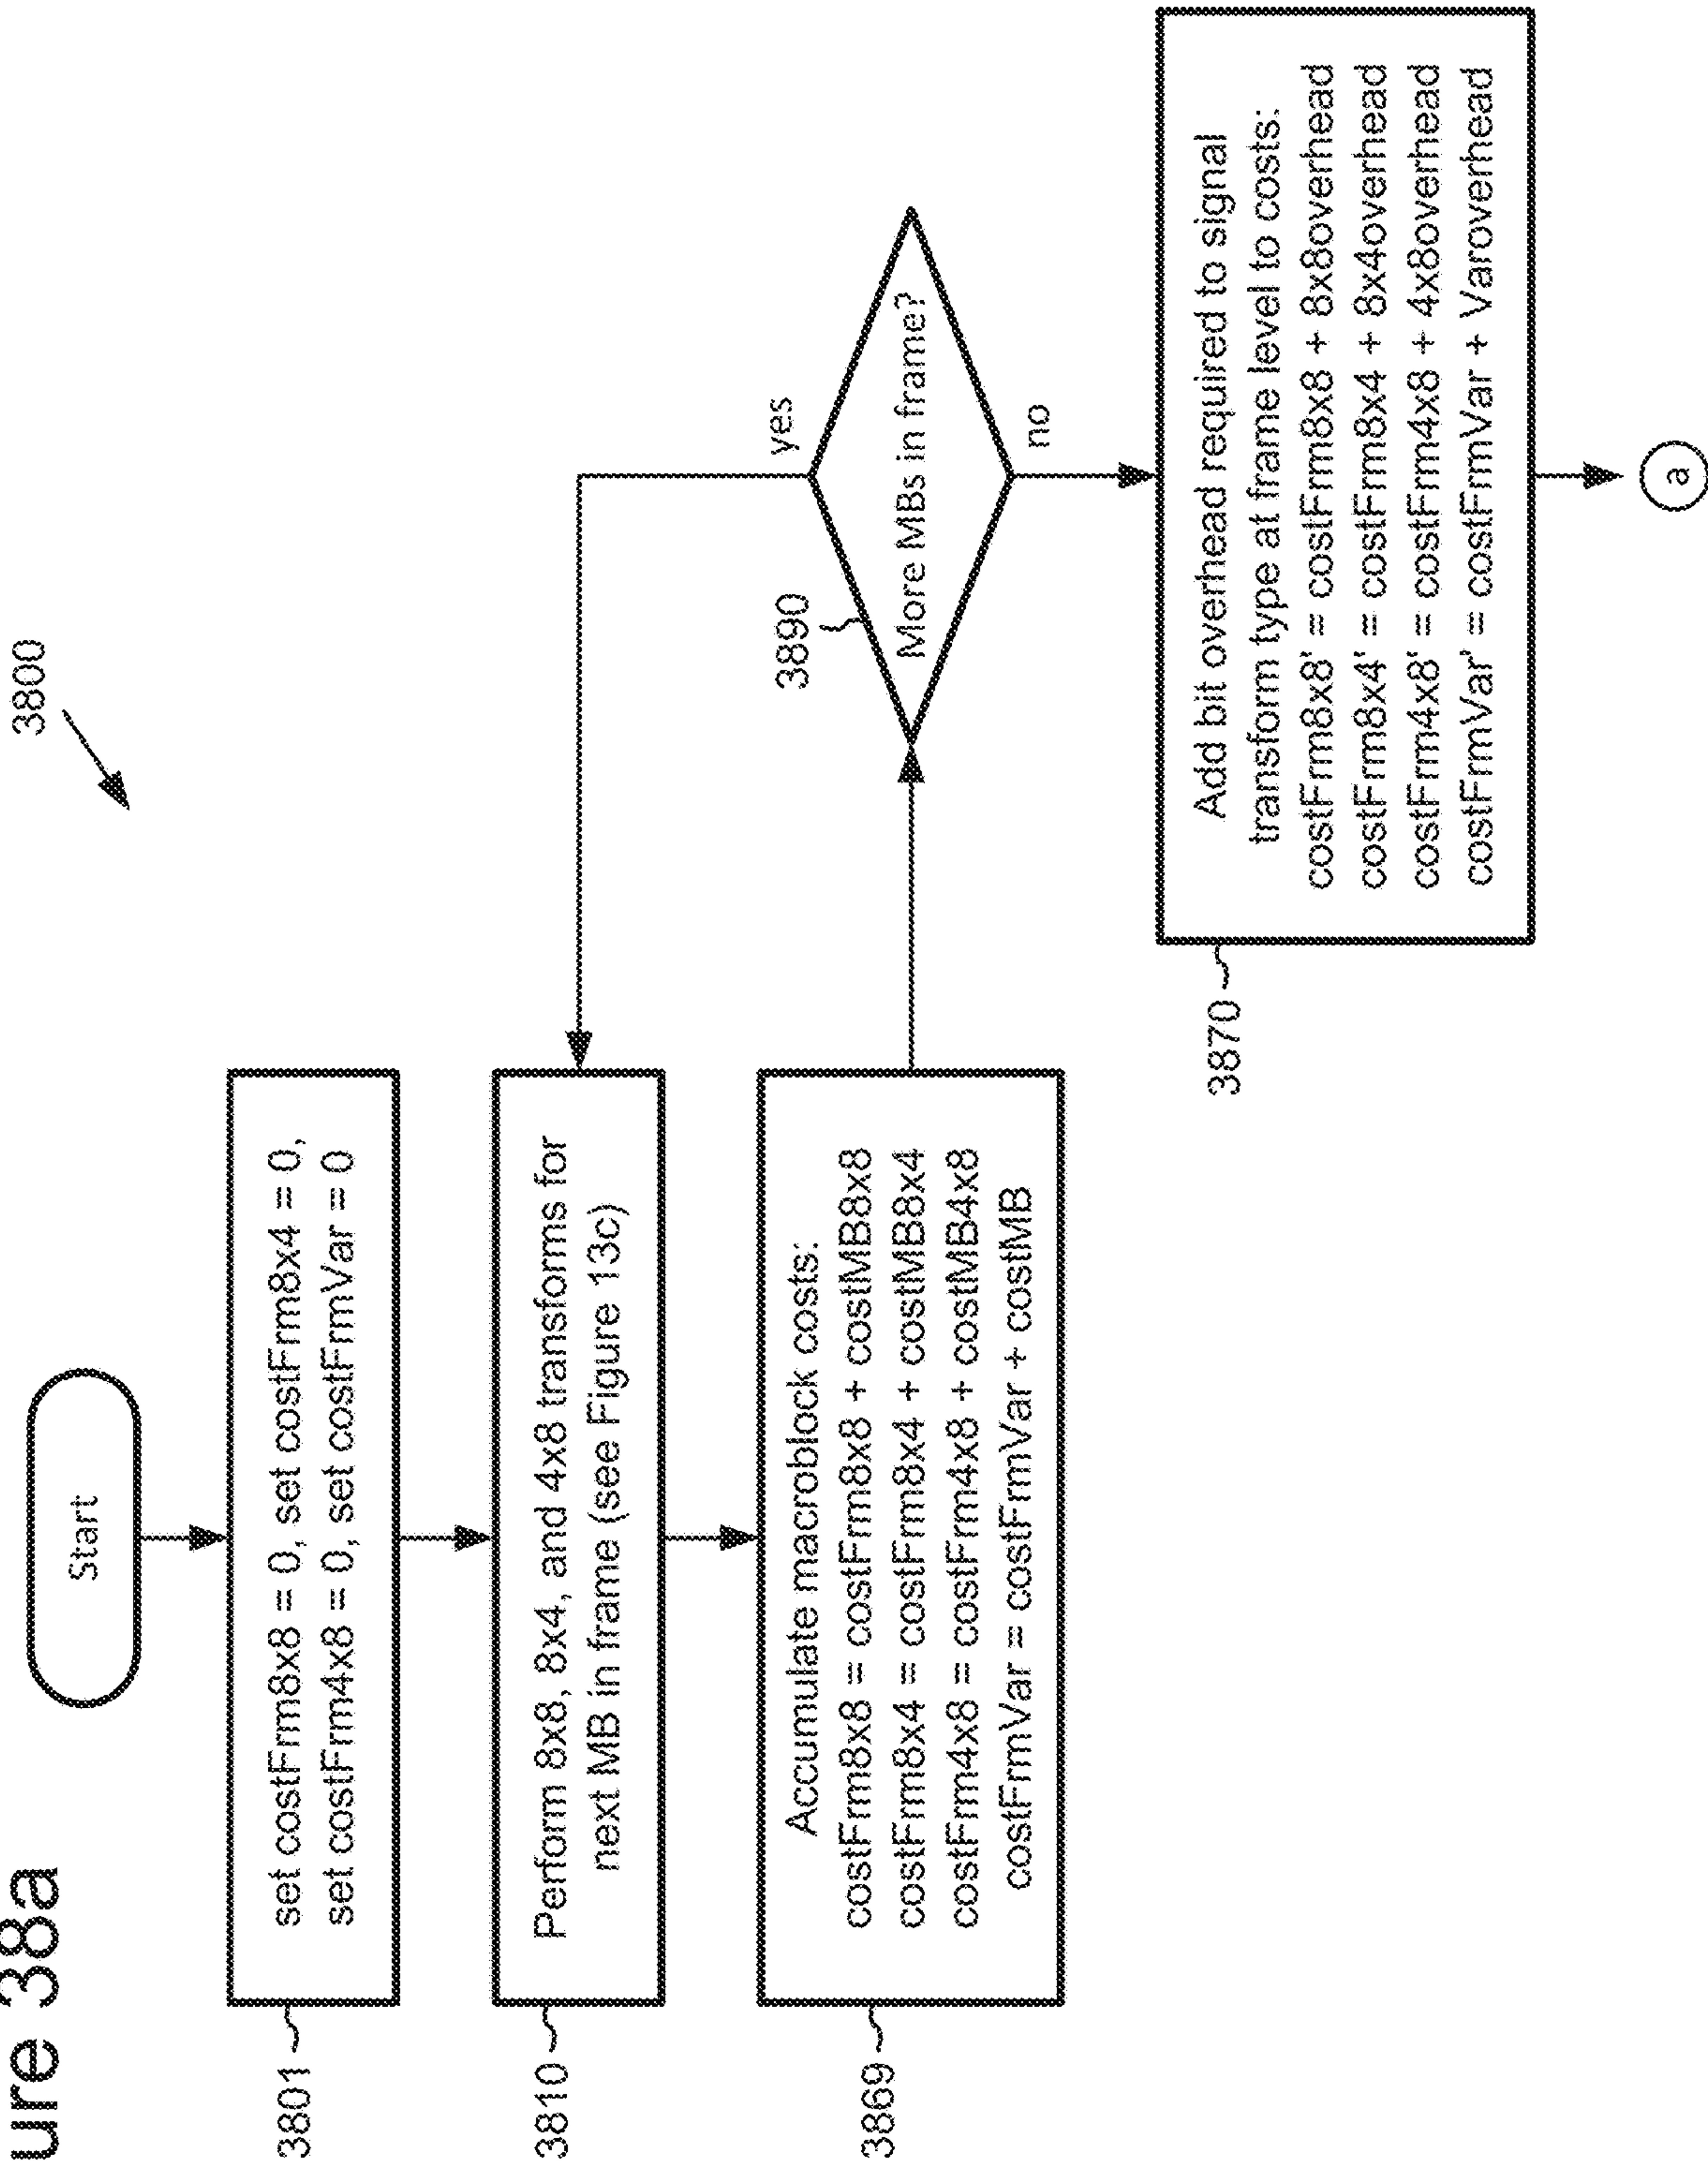 ure 38a
3800
Start
3801
set costFrm8x8 = 0, set costFrm8x4 = 0,
set costFrm4x8 = 0, set costFrmVar = 0
3810
Perform 8x8, 8x4, and 4x8 transforms for
next MB in frame (see Figure 13c)
3869
Accumulate macroblock costs:
costFrm8x8 = costFrm8x8 + costMB8x8
costFrm8x4 = costFrm8x4 + costMB8x4
costFrm4x8 = costFrm4x8 + costMB4x8
costFrmVar = costFrmVar + costMB
3890
More MBs in frame?
yes
no
3870
Add bit overhead required to signal
transform type at frame level to costs:
costFrm8x8' = costFrm8x8 + 8x8overhead
costFrm8x4' = costFrm8x4 + 8x4overhead
costFrm4x8' = costFrm4x8 + 4x8overhead
costFrmVar' = costFrmVar + Varoverhead
a